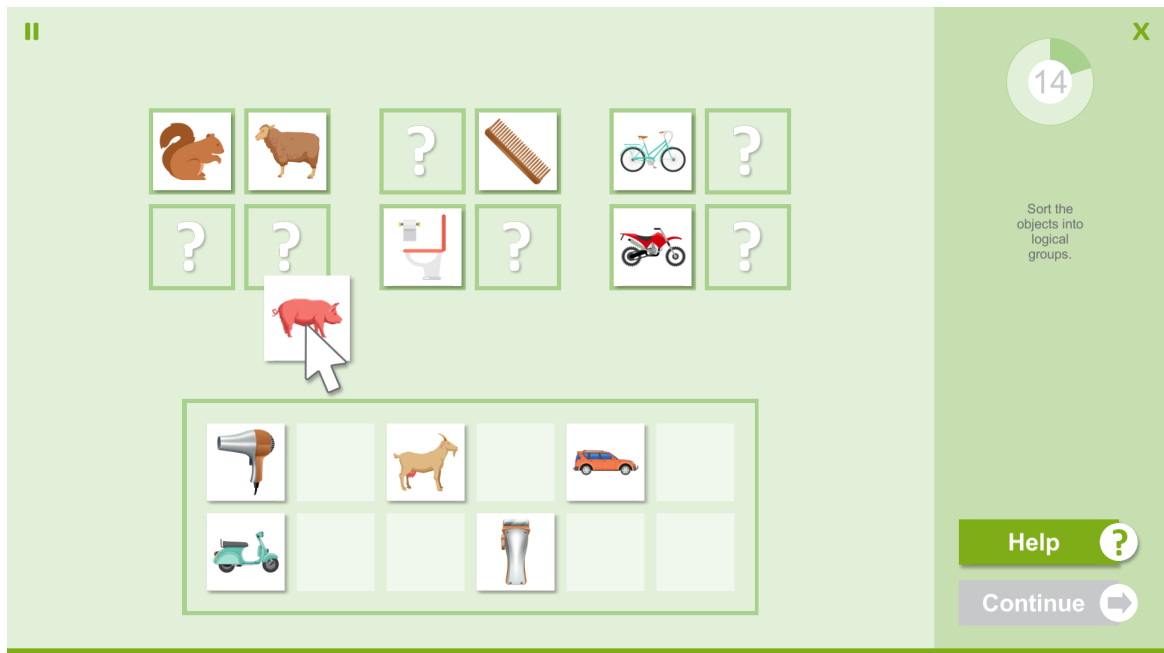 X
14
? ?
? ? ? ?
Sort the
objects into
logical
groups.
Help ?
Continue